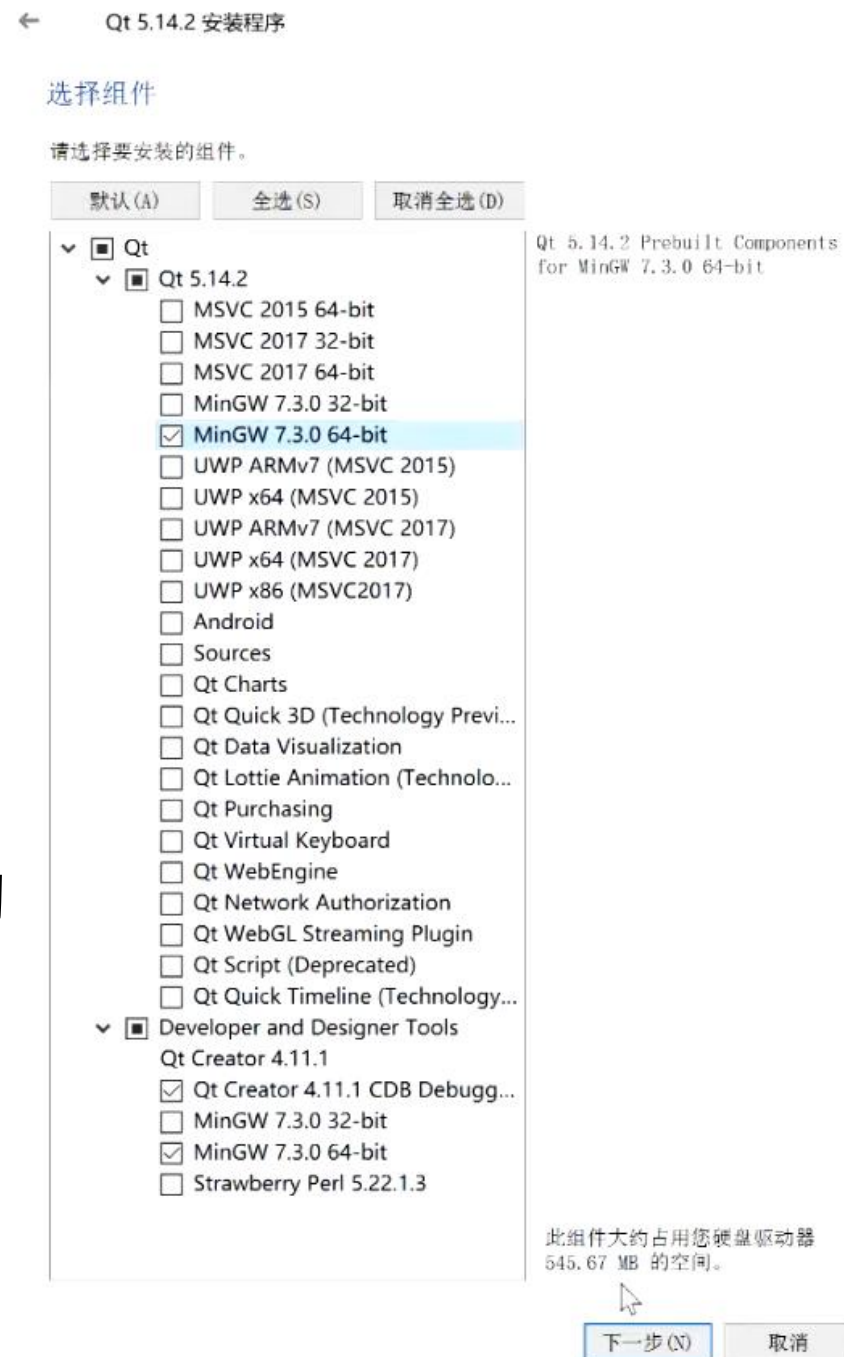 Qt 5.14.2 安装程序
选择组件
请选择要安装的组件。
默认(A) 全选(S) 取消全选(D)
Qt
Qt 5.14.2
MSVC 2015 64-bit
MSVC 2017 32-bit
MSVC 2017 64-bit
MinGW 7.3.0 32-bit
MinGW 7.3.0 64-bit
UWP ARMv7 (MSVC 2015)
UWP x64 (MSVC 2015)
UWP ARMv7 (MSVC 2017)
UWP x64 (MSVC 2017)
UWP x86 (MSVC2017)
Android
Sources
Qt Charts
Qt Quick 3D (Technology Previ...
Qt Data Visualization
Qt Lottie Animation (Technolo...
Qt Purchasing
Qt Virtual Keyboard
Qt WebEngine
Qt Network Authorization
Qt WebGL Streaming Plugin
Qt Script (Deprecated)
Qt Quick Timeline (Technology...
Developer and Designer Tools
Qt Creator 4.11.1
Qt Creator 4.11.1 CDB Debugg...
MinGW 7.3.0 32-bit
MinGW 7.3.0 64-bit
Strawberry Perl 5.22.1.3
Qt 5.14.2 Prebuilt Components
for MinGW 7.3.0 64-bit
此组件大约占用您硬盘驱动器
545.67 MB 的空间。
下一步(N) 取消